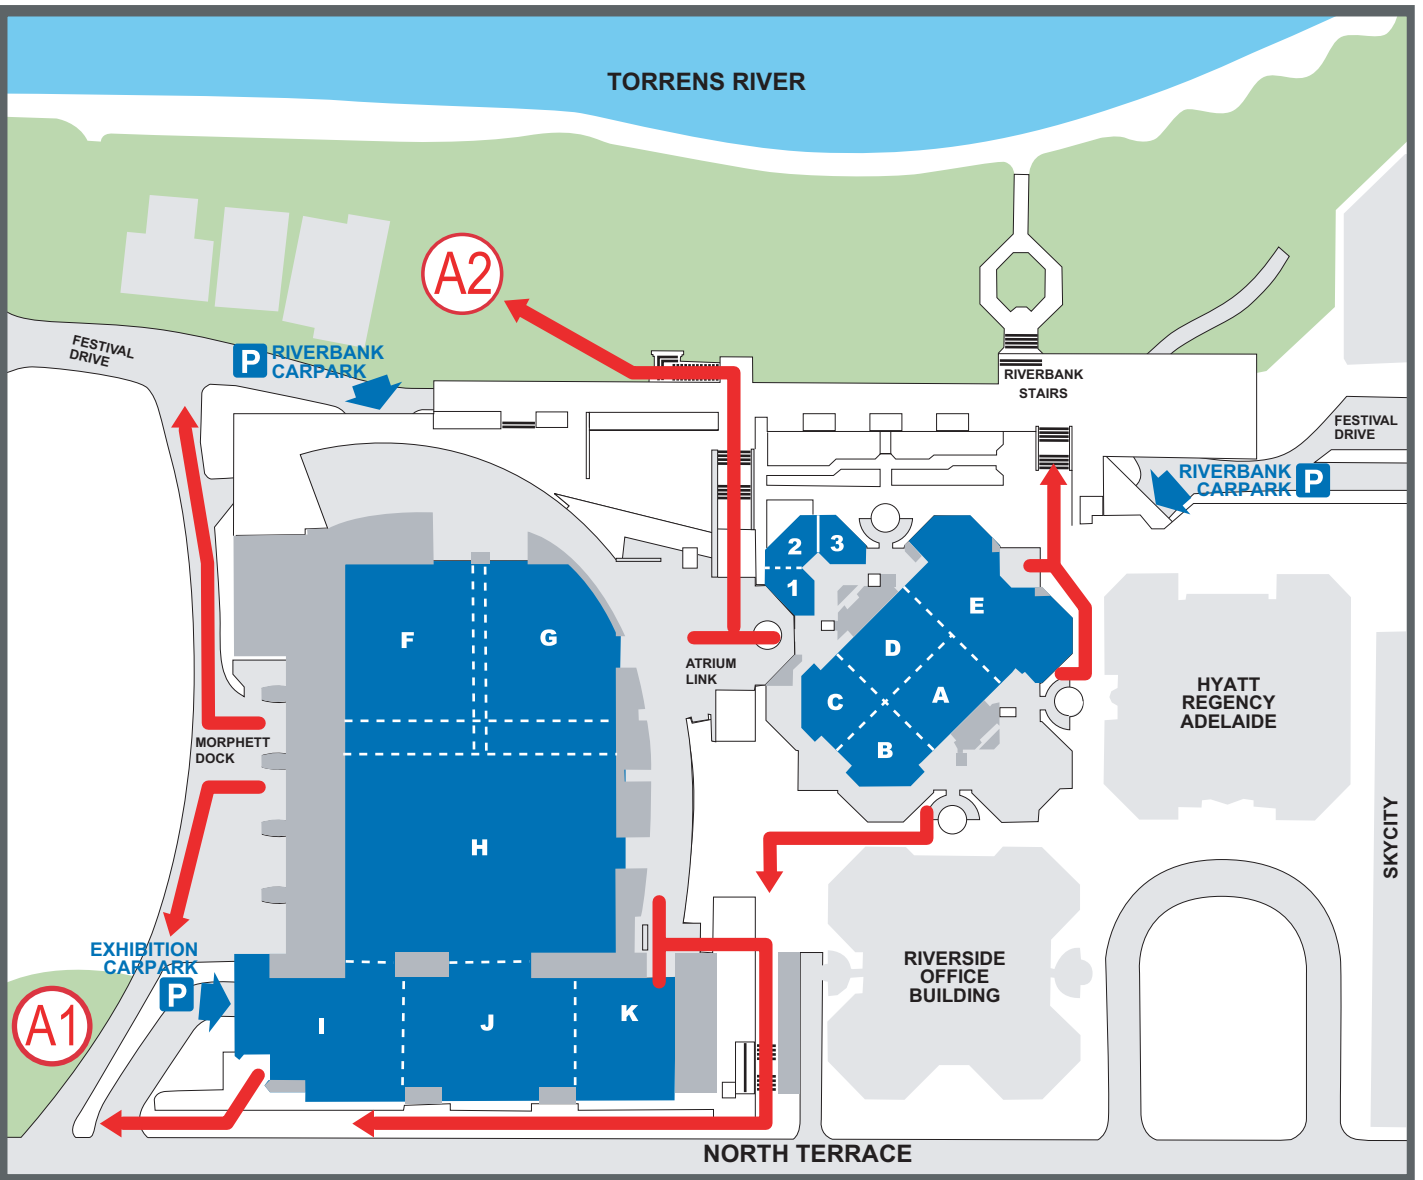 TORRENS RIVER
A2
FESTIVAL
DRIVE
P RIVERBANK
CARPARK
RIVERBANK
STAIRS
FESTIVAL
DRIVE
RIVERBANK P
CARPARK
2
3
1
E
F
G
D
ATRIUM
LINK
C
A
HYATT
REGENCY
ADELAIDE
MORPHETT
DOCK
B
SKYCITY
H
EXHIBITION
CARPARK
P
RIVERSIDE
OFFICE
BUILDING
A1
I
J
K
NORTH TERRACE